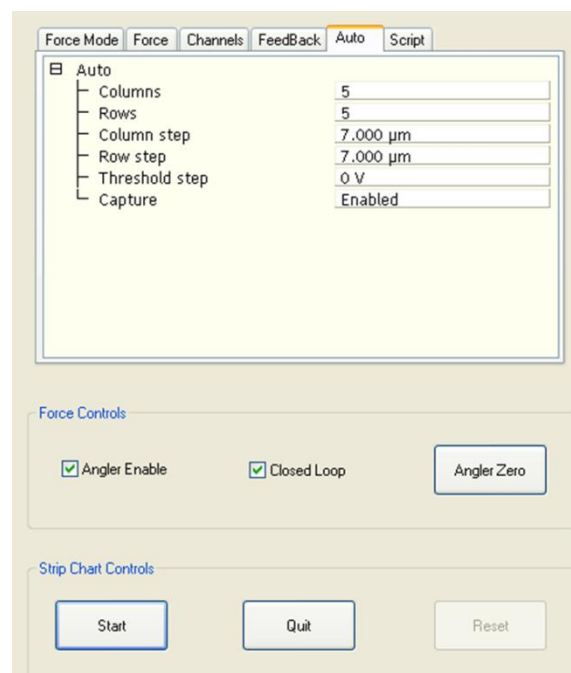 Force Mode Force Channels FeedBack Auto Script
Auto
Columns 5
Rows 5
Column step 7.000 µm
Row step 7.000 µm
Threshold step 0 V
Capture Enabled
Force Controls
Angler Enable Closed Loop Angler Zero
Strip Chart Controls
Start Quit Reset